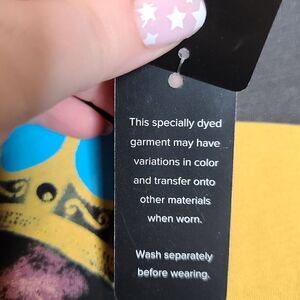 This specially dyed
garment may have
variations in color
and transfer onto
other materials
when worn.
Wash separately
before wearing.